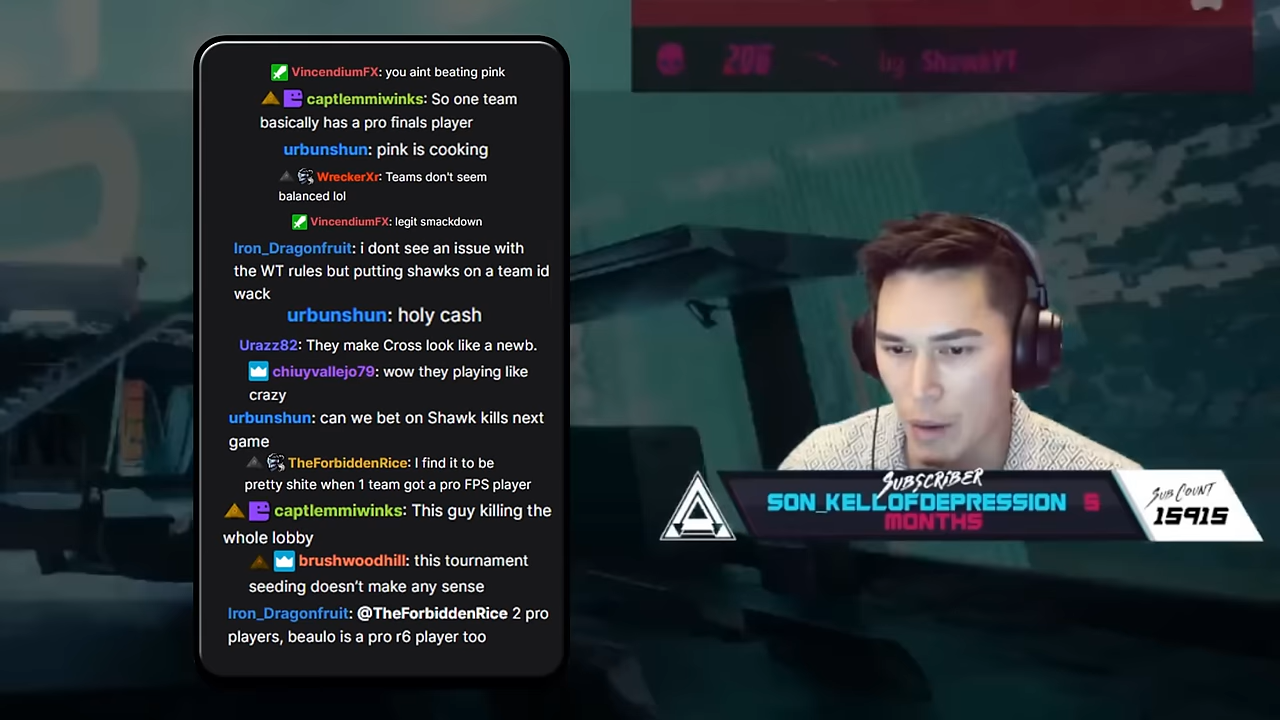 206 by ShawkYT
VincendiumFX: you aint beating pink
captlemmiwinks: So one team
basically has a pro finals player
urbunshun: pink is cooking
WreckerXr: Teams don't seem
balanced lol
VincendiumFX: legit smackdown
Iron_Dragonfruit: i dont see an issue with
the WT rules but putting shawks on a team id
wack
urbunshun: holy cash
Urazz82: They make Cross look like a newb.
chiuyvallejo79: wow they playing like
crazy
urbunshun: can we bet on Shawk kills next
game
TheForbiddenRice: I find it to be
pretty shite when 1 team got a pro FPS player
captlemmiwinks: This guy killing the
whole lobby
brushwoodhill: this tournament
seeding doesn't make any sense
Iron_Dragonfruit: @TheForbiddenRice 2 pro
players, beaulo is a pro r6 player too
SUBSCRIBER
SON_KELLOFDEPRESSION 5
MONTHS
SUB COUNT
15915